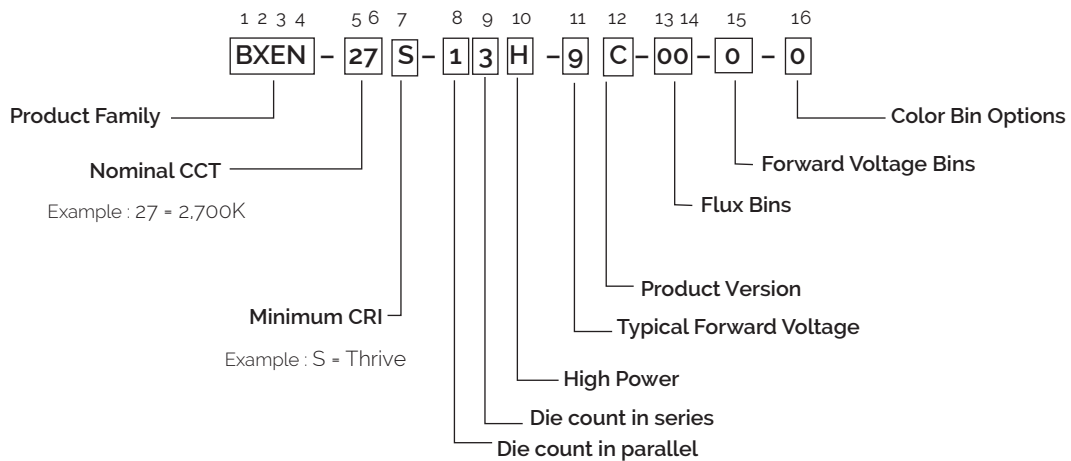 1 2 3 4 5 6 7 8 9 10 11 12 13 14 15 16
BXEN – 27 S – 1 3 H – 9 C – 00 – 0 – 0
Product Family
Color Bin Options
Nominal CCT
Forward Voltage Bins
Example : 27 = 2,700K
Flux Bins
Product Version
Minimum CRI
Typical Forward Voltage
Example : S = Thrive
High Power
Die count in series
Die count in parallel